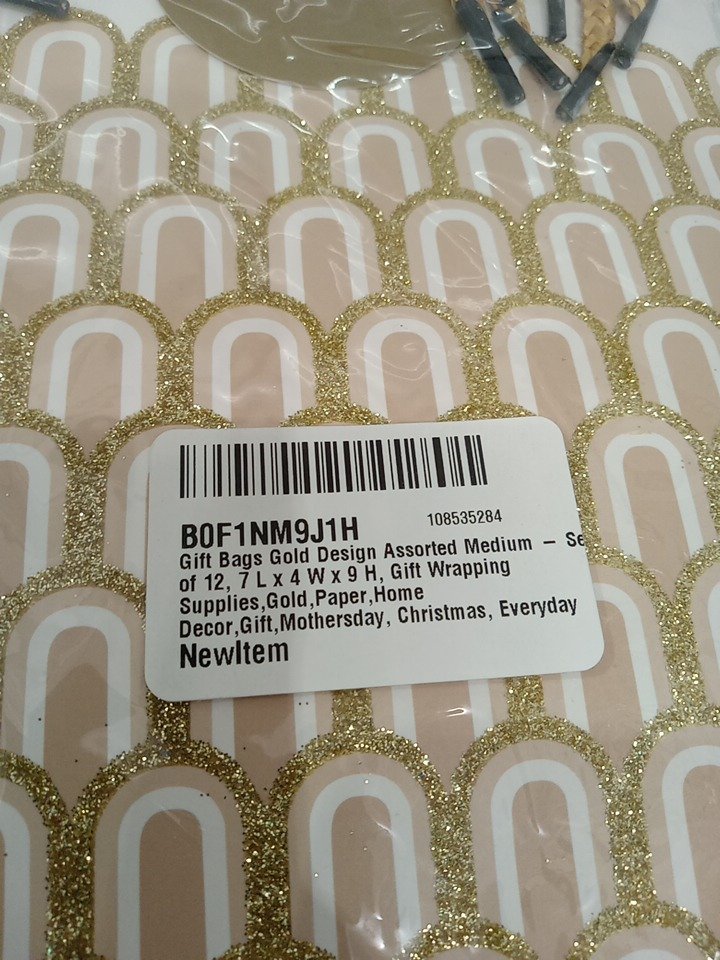 B0F1NM9J1H
108535284
Gift Bags Gold Design Assorted Medium – Se
of 12, 7 L x 4 W x 9 H, Gift Wrapping
Supplies,Gold,Paper,Home
Decor,Gift,Mothersday, Christmas, Everyday
NewItem